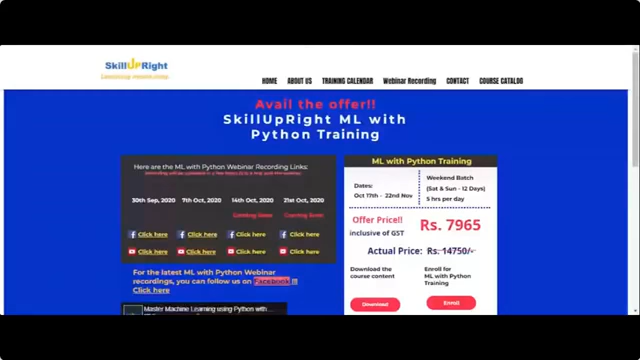 SkillUpRight
HOME ABOUT US TRAINING CALENDAR Webinar Recording CONTACT COURSE CATALOG
Avail the offer!!
SkillUpRight ML with
Python Training
Here are the ML with Python Webinar Recording Links:
30th Sep, 2020 7th Oct, 2020 14th Oct, 2020 21st Oct, 2020
Coming Soon Coming Soon
Click here Click here Click here Click here
Click here Click here Click here Click here
For the latest ML with Python Webinar
recordings, you can follow us on Facebook
Click here
Master Machine Learning using Python with...
ML with Python Training
Dates:
Oct 17th - 22nd Nov
Weekend Batch
(Sat & Sun - 12 Days)
5 hrs per day
Offer Price!!
inclusive of GST
Rs. 7965
Actual Price: Rs. 14750/-
Download the
course content
Download
Enroll for
ML with Python
Training
Enroll